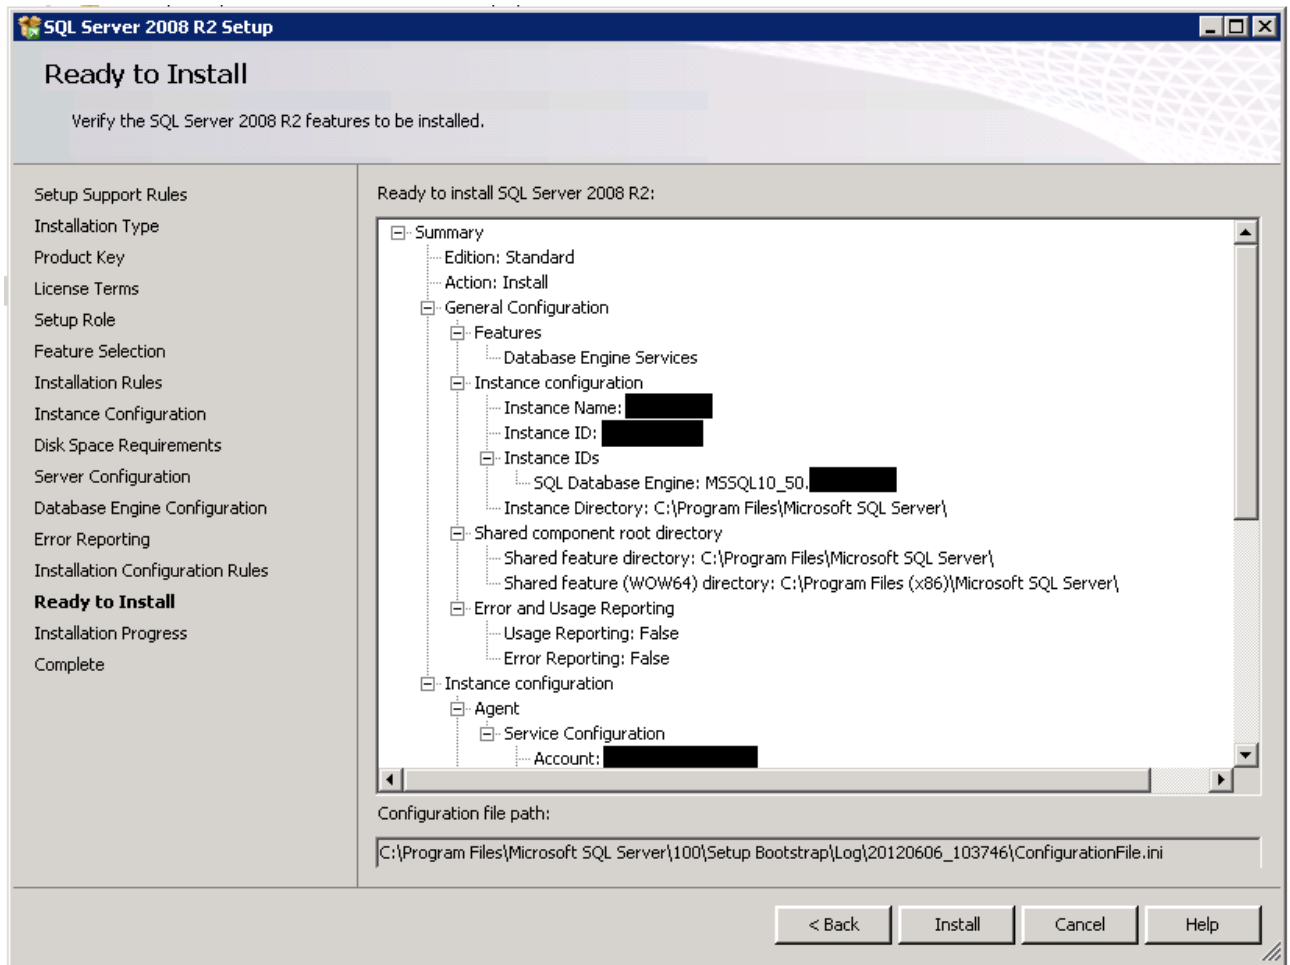 SQL Server 2008 R2 Setup
Ready to Install
Verify the SQL Server 2008 R2 features to be installed.
Setup Support Rules
Installation Type
Product Key
License Terms
Setup Role
Feature Selection
Installation Rules
Instance Configuration
Disk Space Requirements
Server Configuration
Database Engine Configuration
Error Reporting
Installation Configuration Rules
Ready to Install
Installation Progress
Complete
Ready to install SQL Server 2008 R2:
Summary
Edition: Standard
Action: Install
General Configuration
Features
Database Engine Services
Instance configuration
Instance Name:
Instance ID:
Instance IDs
SQL Database Engine: MSSQL10_50.
Instance Directory: C:\Program Files\Microsoft SQL Server\
Shared component root directory
Shared feature directory: C:\Program Files\Microsoft SQL Server\
Shared feature (WOW64) directory: C:\Program Files (x86)\Microsoft SQL Server\
Error and Usage Reporting
Usage Reporting: False
Error Reporting: False
Instance configuration
Agent
Service Configuration
Account:
Configuration file path:
C:\Program Files\Microsoft SQL Server\100\Setup Bootstrap\Log\20120606_103746\ConfigurationFile.ini
< Back Install Cancel Help